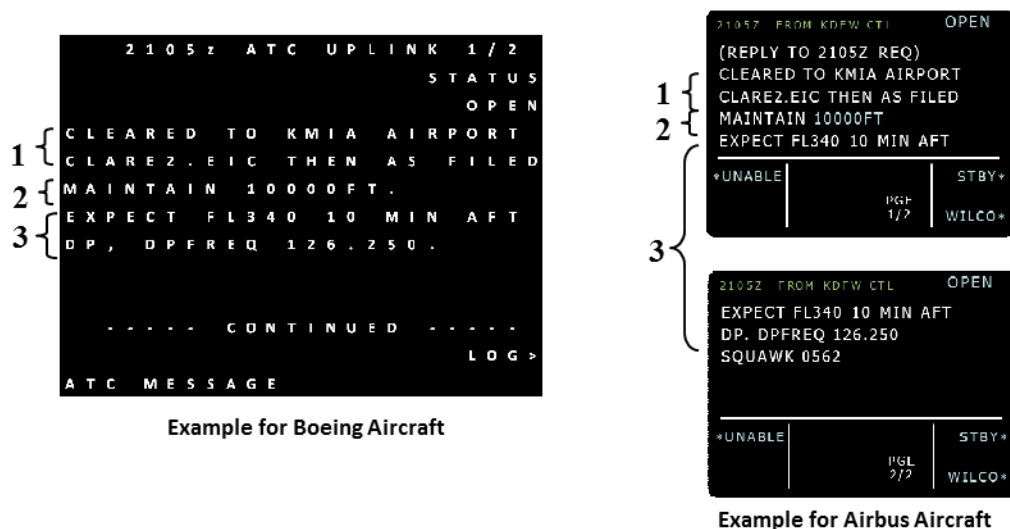 2105z ATC UPLINK 1/2
STATUS
OPEN
1
CLEARED TO KMIA AIRPORT
CLARE2.EIC THEN AS FILED
2
MAINTAIN 10000FT.
3
EXPECT FL340 10 MIN AFT
DP, DPFREQ 126.250.
----- CONTINUED -----
LOG>
ATC MESSAGE
Example for Boeing Aircraft
2105Z FROM KDFW CTL OPEN
(REPLY TO 2105Z REQ)
1
CLEARED TO KMIA AIRPORT
CLARE2.EIC THEN AS FILED
2
MAINTAIN 10000FT
EXPECT FL340 10 MIN AFT
*UNABLE STBY*
PGE
1/2 WILCO*
3
2105Z FROM KDFW CTL OPEN
EXPECT FL340 10 MIN AFT
DP. DPFREQ 126.250
SQUAWK 0562
*UNABLE STBY*
PGE
2/2 WILCO*
Example for Airbus Aircraft